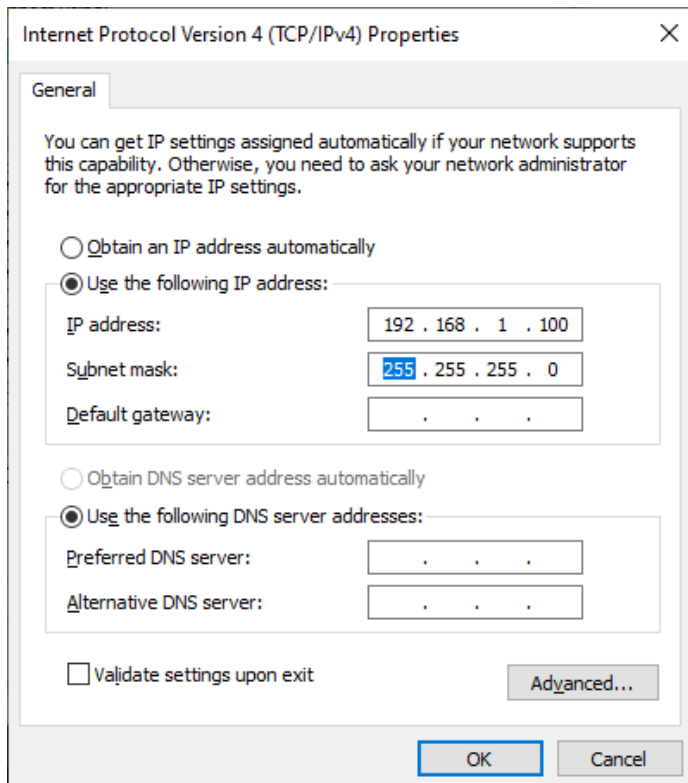 Internet Protocol Version 4 (TCP/IPv4) Properties
General
You can get IP settings assigned automatically if your network supports
this capability. Otherwise, you need to ask your network administrator
for the appropriate IP settings.
Obtain an IP address automatically
Use the following IP address:
IP address: 192 . 168 . 1 . 100
Subnet mask: 255 . 255 . 255 . 0
Default gateway: . . .
Obtain DNS server address automatically
Use the following DNS server addresses:
Preferred DNS server: . . .
Alternative DNS server: . . .
Validate settings upon exit
Advanced...
OK Cancel